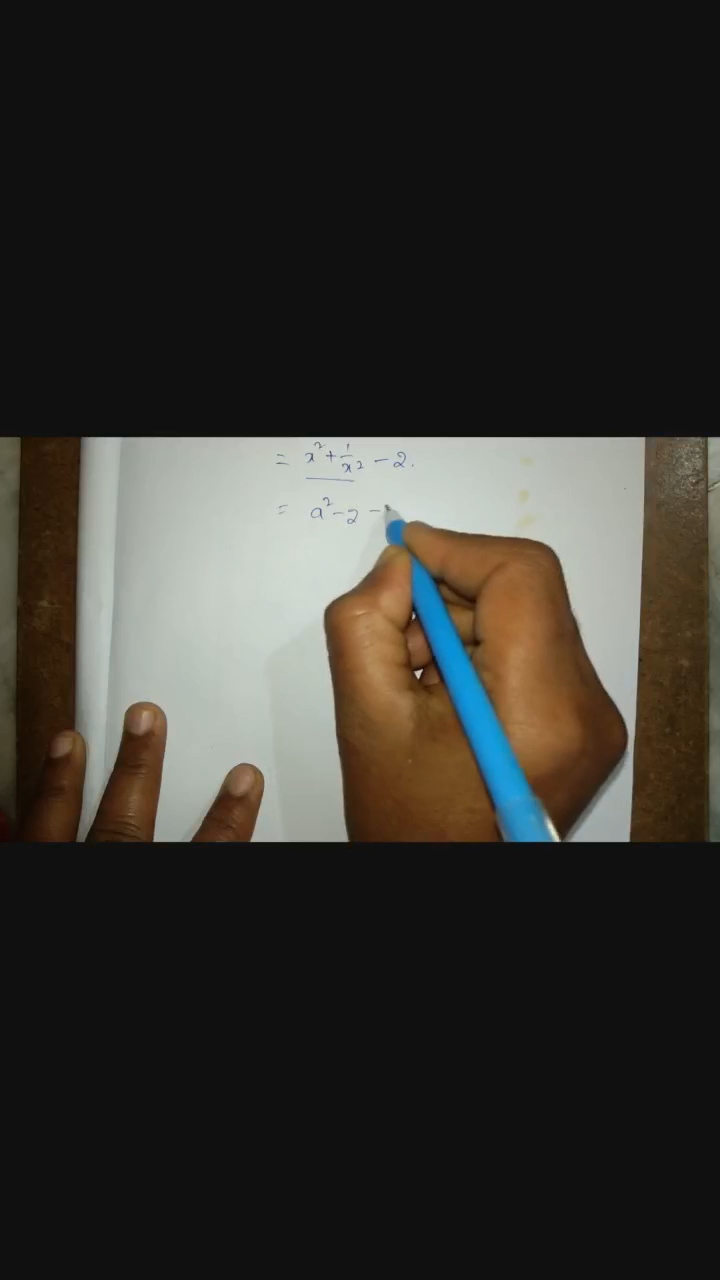 = x² + 1/x² - 2.
= a² - 2 -